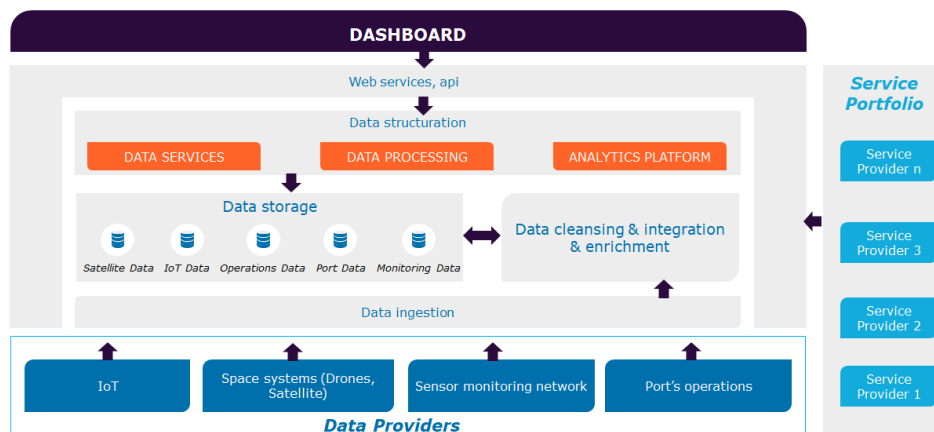 DASHBOARD
Web services, api
Data structuration
DATA SERVICES
DATA PROCESSING
ANALYTICS PLATFORM
Data storage
Satellite Data
IoT Data
Operations Data
Port Data
Monitoring Data
Data cleansing & integration
& enrichment
Data ingestion
IoT
Space systems (Drones,
Satellite)
Sensor monitoring network
Port’s operations
Data Providers
Service
Portfolio
Service
Provider n
Service
Provider 3
Service
Provider 2
Service
Provider 1